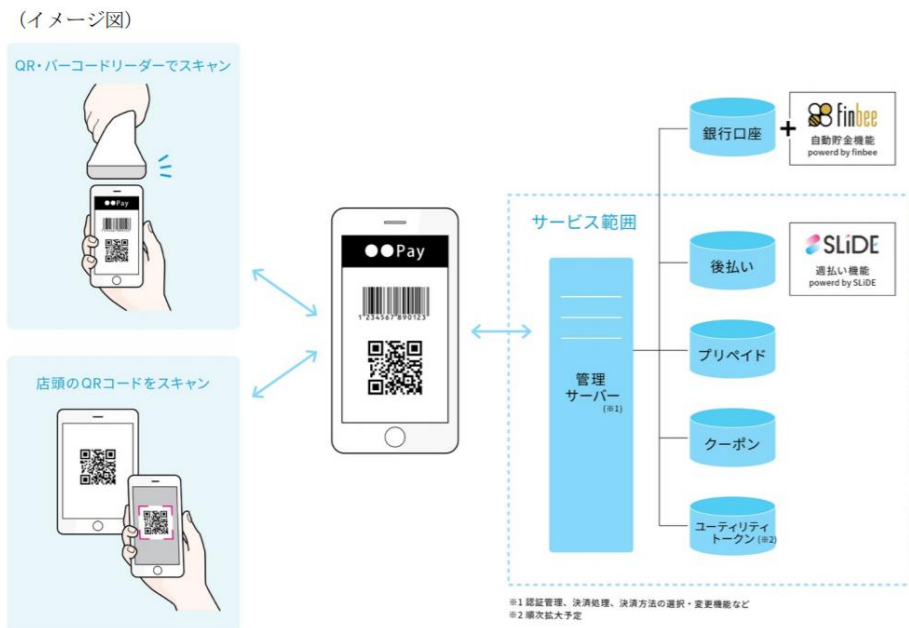 (イメージ図)
QR・バーコードリーダーでスキャン
●●Pay
店頭のQRコードをスキャン
●●Pay
1 234567 890123
銀行口座
+
finbee
自動貯金機能
powerd by finbee
サービス範囲
管理
サーバー
(※1)
後払い
SLiDE
週払い機能
powerd by SLiDE
プリペイド
クーポン
ユーティリティ
トークン(※2)
※1 認証管理、決済処理、決済方法の選択・変更機能など
※2 順次拡大予定